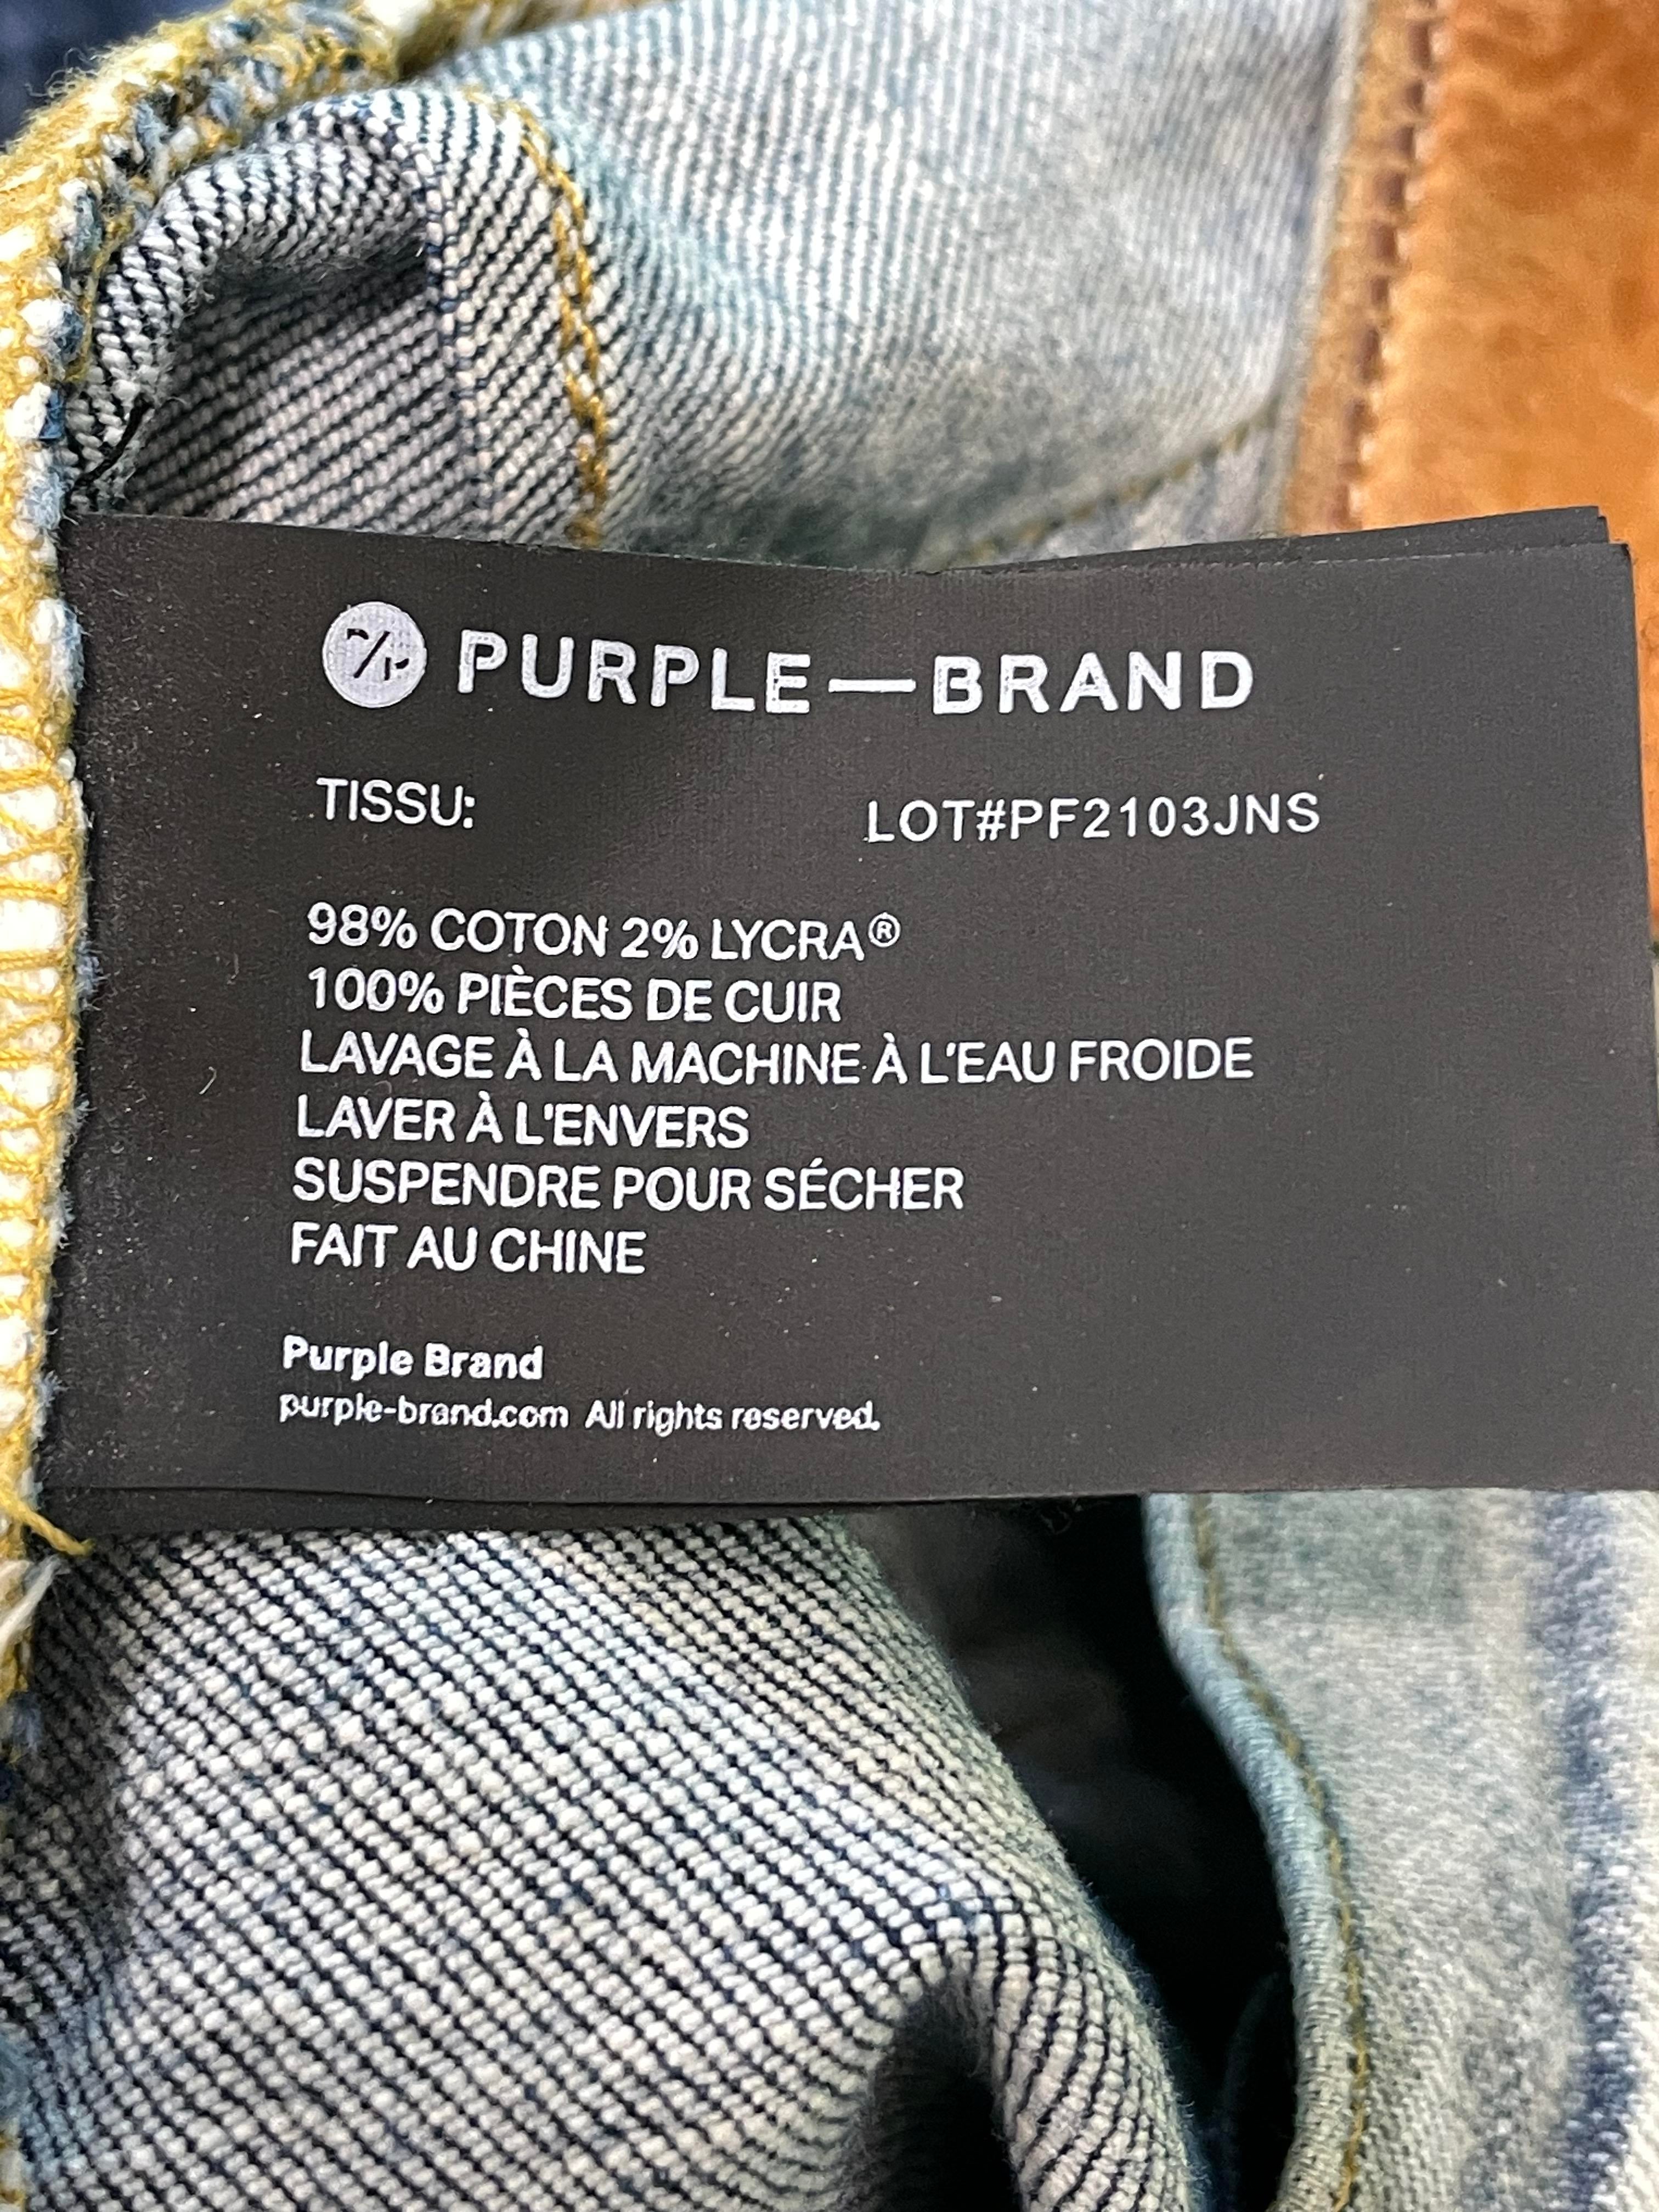 PURPLE—BRAND
TISSU: LOT#PF2103JNS
98% COTON 2% LYCRA®
100% PIÈCES DE CUIR
LAVAGE À LA MACHINE À L'EAU FROIDE
LAVER À L'ENVERS
SUSPENDRE POUR SÉCHER
FAIT AU CHINE
Purple Brand
purple-brand.com All rights reserved.